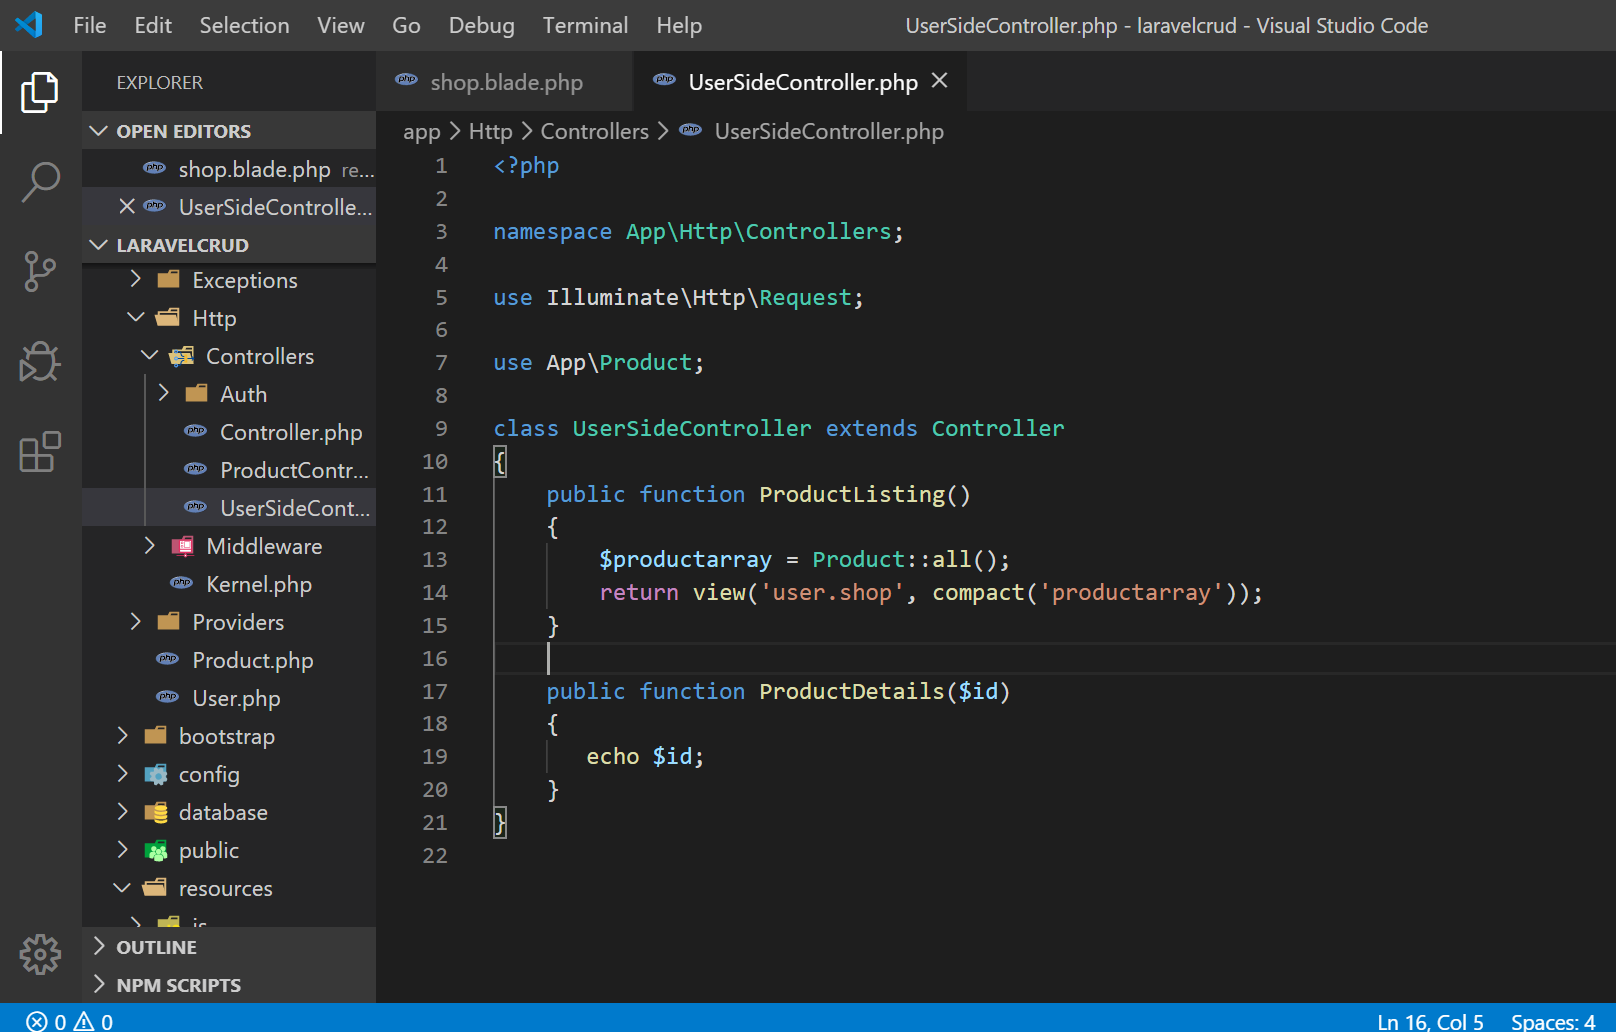 File Edit Selection View Go Debug Terminal Help UserSideController.php - laravelcrud - Visual Studio Code
EXPLORER
OPEN EDITORS
shop.blade.php re...
UserSideControlle...
LARAVELCRUD
Exceptions
Http
Controllers
Auth
Controller.php
ProductContr...
UserSideCont...
Middleware
Kernel.php
Providers
Product.php
User.php
bootstrap
config
database
public
resources
OUTLINE
NPM SCRIPTS
shop.blade.php UserSideController.php
app > Http > Controllers > UserSideController.php
1 <?php
2
3 namespace App\Http\Controllers;
4
5 use Illuminate\Http\Request;
6
7 use App\Product;
8
9 class UserSideController extends Controller
10 {
11 public function ProductListing()
12 {
13 $productarray = Product::all();
14 return view('user.shop', compact('productarray'));
15 }
16
17 public function ProductDetails($id)
18 {
19 echo $id;
20 }
21 }
22
0 0 Ln 16, Col 5 Spaces: 4